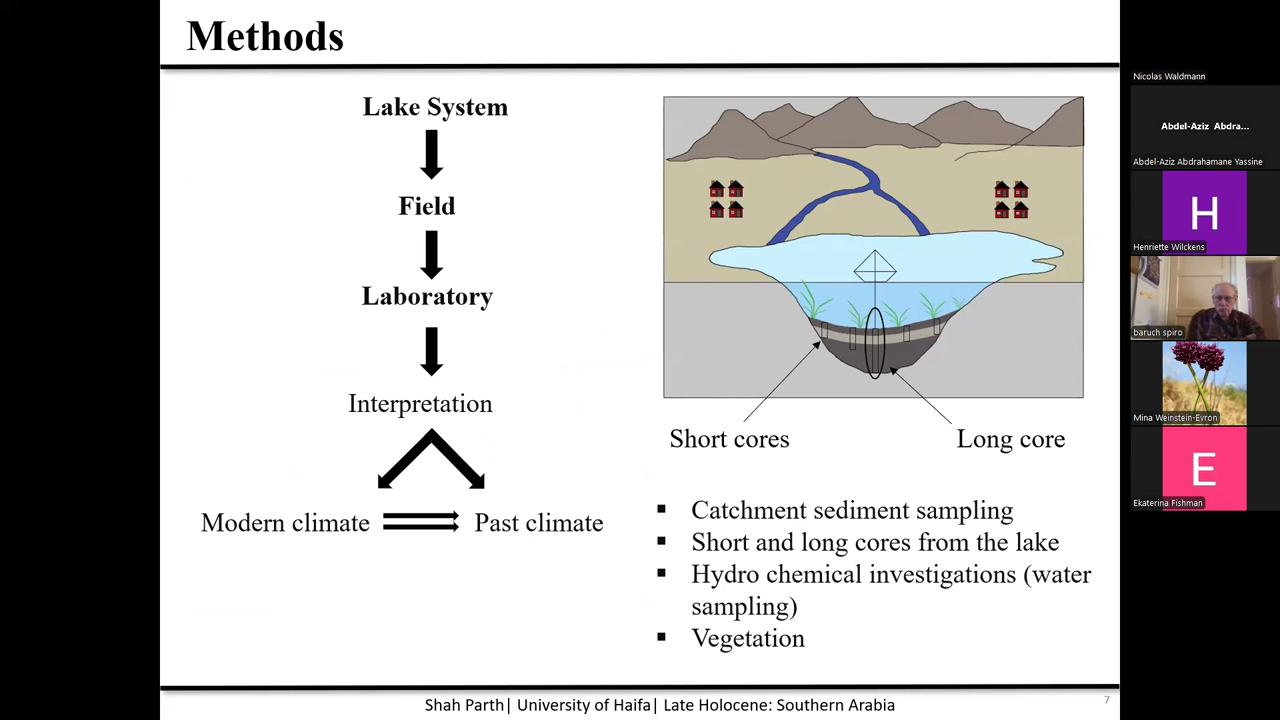 Methods
Lake System
Field
Laboratory
Interpretation
Modern climate
Past climate
Short cores
Long core
Catchment sediment sampling
Short and long cores from the lake
Hydro chemical investigations (water
sampling)
Vegetation
Shah Parth| University of Haifa| Late Holocene: Southern Arabia
7
Nicolas Waldmann
Abdel-Aziz Abdra...
Abdel-Aziz Abdrahamane Yassine
H
Henriette Wilckens
baruch spiro
Mina Weinstein-Evron
E
Ekaterina Fishman